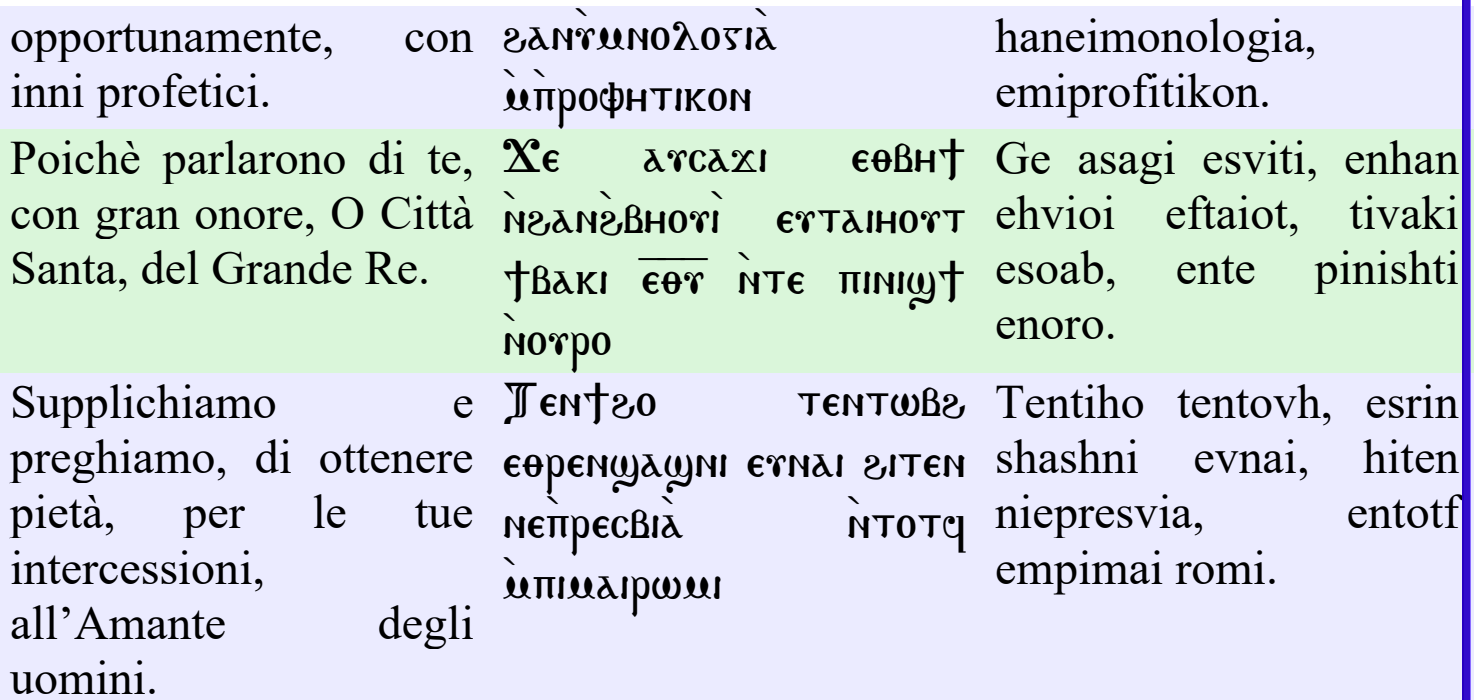 opportunamente, con
inni profetici.
ϩⲁⲛⲩ̀ⲙⲛⲟⲗⲟⲅⲓⲁ̀
ⲙ̀ⲡ̀ⲣⲟⲫⲏⲧⲓⲕⲟⲛ
haneimonologia,
emiprofitikon.
Poichè parlarono di te,
con gran onore, O Città
Santa, del Grande Re.
Ϫⲉ ⲁⲩⲥⲁϫⲓ ⲉⲑⲃⲏϯ
ⲛ̀ϩⲁⲛϩ̀ⲃⲏⲟⲩⲓ̀ ⲉⲩⲧⲁⲓⲏⲟⲩⲧ
ϯⲃⲁⲕⲓ ⲉ̅ⲑ̅ⲩ̅ ⲛ̀ⲧⲉ ⲡⲓⲛⲓϣϯ
ⲛ̀ⲟⲩⲣⲟ
Ge asagi esviti, enhan
ehvioi eftaiot, tivaki
esoab, ente pinishti
enoro.
Supplichiamo e
preghiamo, di ottenere
pietà, per le tue
intercessioni,
all’Amante degli
uomini.
Ⲧⲉⲛϯϩⲟ ⲧⲉⲛⲧⲱⲃϩ
ⲉⲑⲣⲉⲛϣⲁϣⲛⲓ ⲉⲩⲛⲁⲓ ϩⲓⲧⲉⲛ
ⲛⲉⲡ̀ⲣⲉⲥⲃⲓⲁ̀ ⲛ̀ⲧⲟⲧϥ
ⲙ̀ⲡⲓⲙⲁⲓⲣⲱⲙⲓ
Tentiho tentovh, esrin
shashni evnai, hiten
niepresvia, entotf
empimai romi.